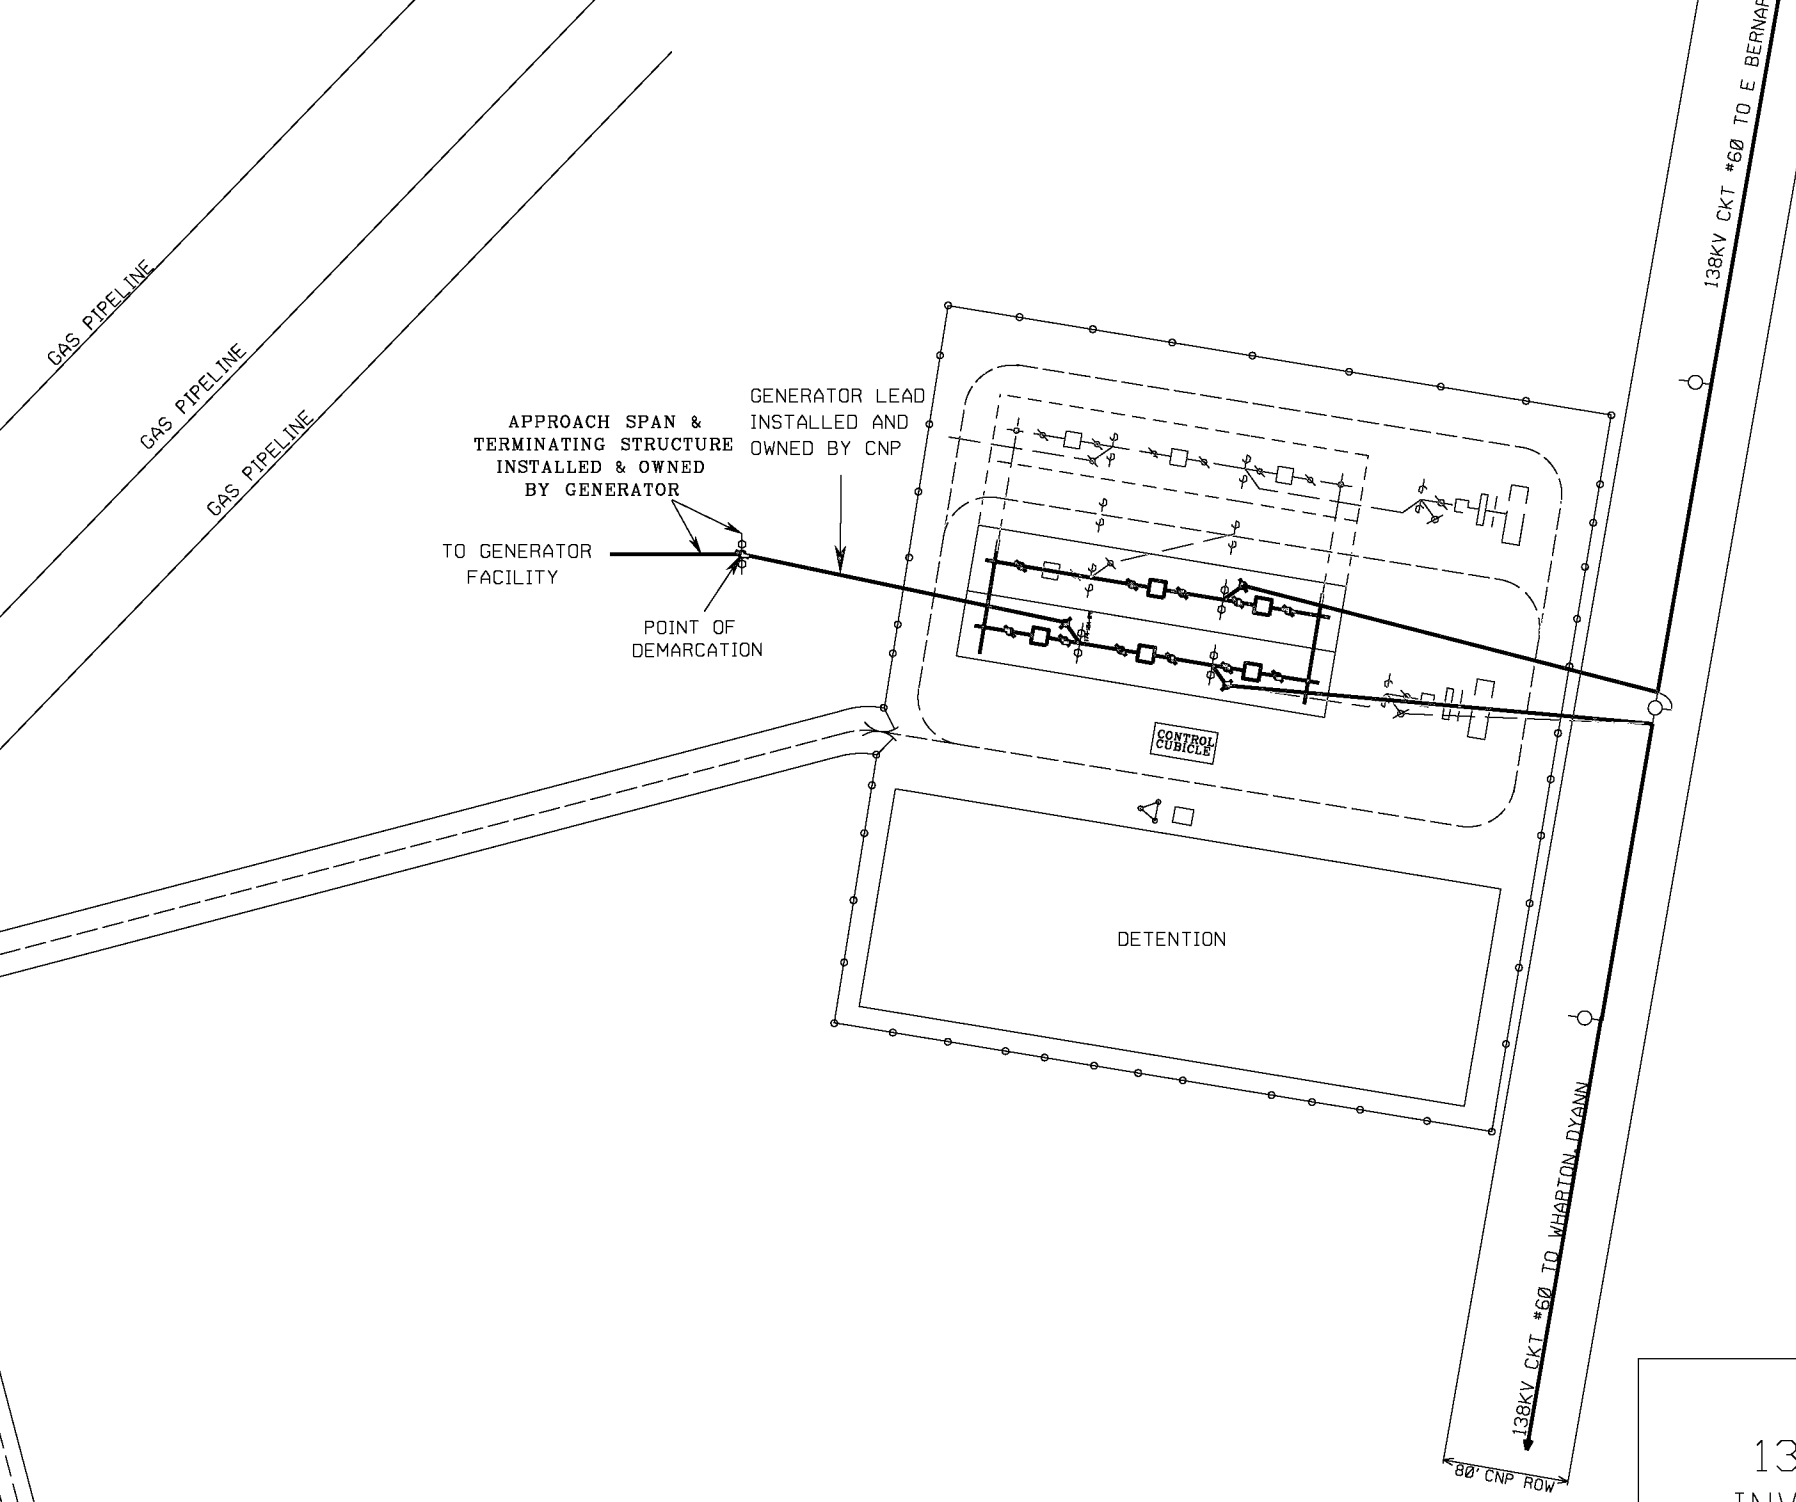 138KV CKT #60 TO E
GAS PIPELINE
GAS PIPELINE
GAS PIPELINE
APPROACH SPAN &
TERMINATING STRUCTURE
INSTALLED & OWNED
BY GENERATOR
GENERATOR LEAD
INSTALLED AND
OWNED BY CNP
TO GENERATOR
FACILITY
POINT OF
DEMARCATION
CONTROL
CUBICLE
DETENTION
138KV CKT #60 TO WHARTON,DYANN
80' CNP ROW